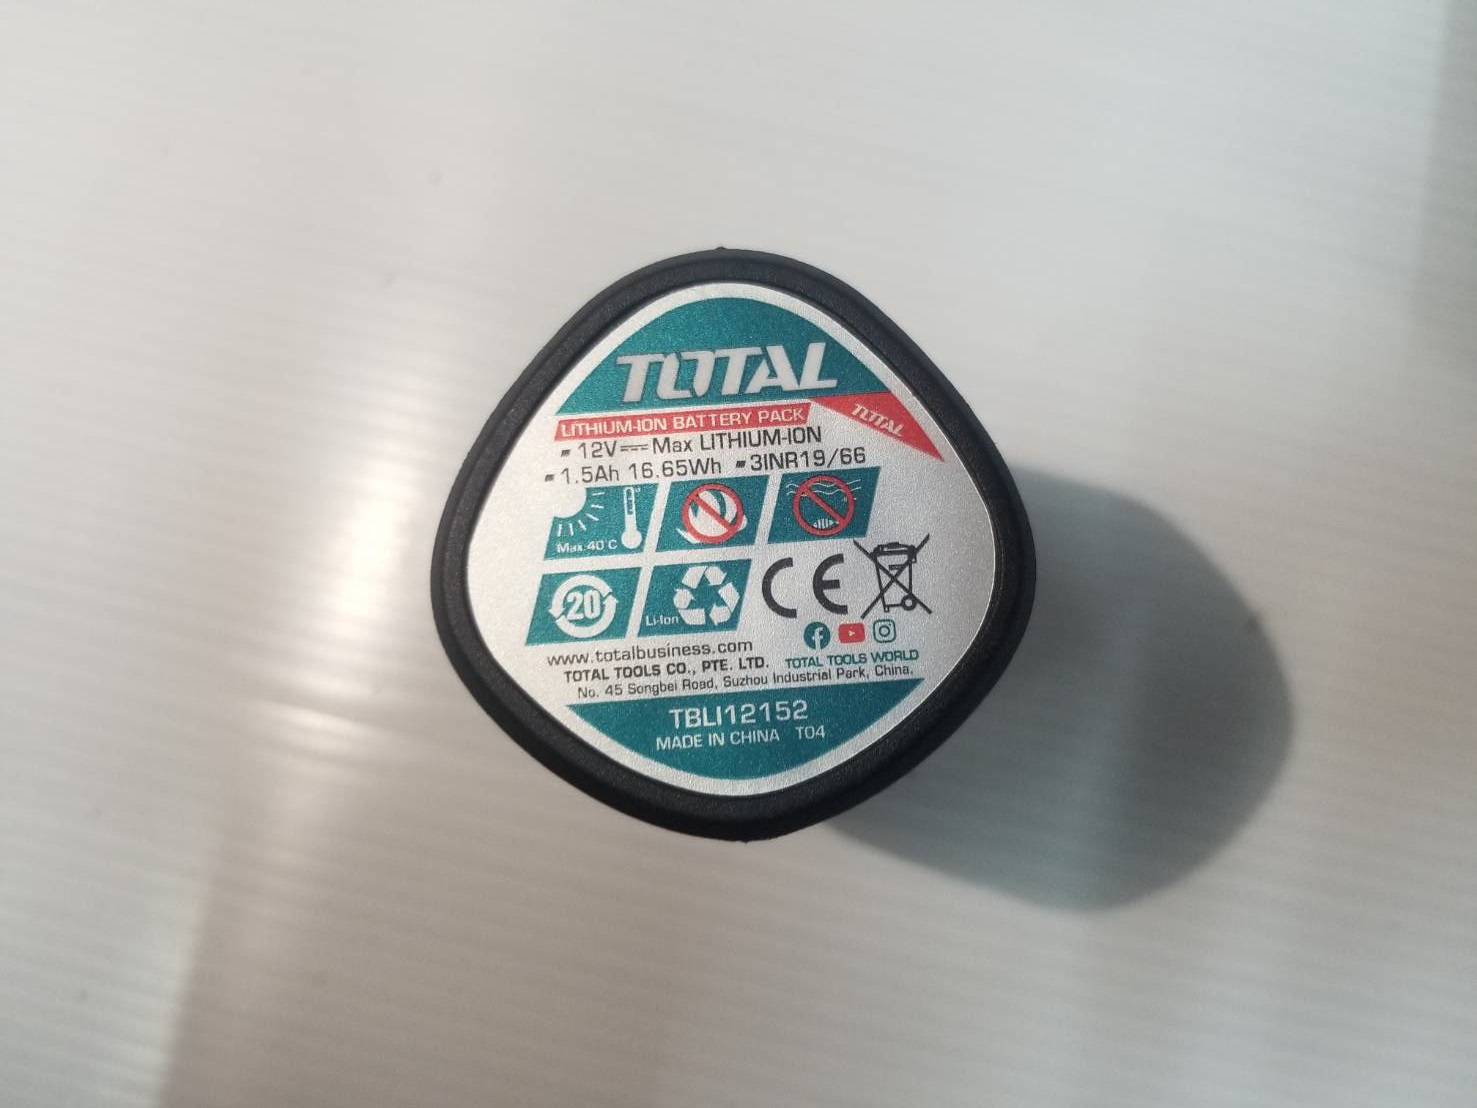 TOTAL
LITHIUM-ION BATTERY PACK
TOTAL
12V⎓Max LITHIUM-ION
1.5Ah 16.65Wh ▪3INR19/66
Max.40°C
20
Li-Ion
CE
www.totalbusiness.com
TOTAL TOOLS CO., PTE. LTD. TOTAL TOOLS WORLD
No. 45 Songbei Road, Suzhou Industrial Park, China.
TBLI12152
MADE IN CHINA T04